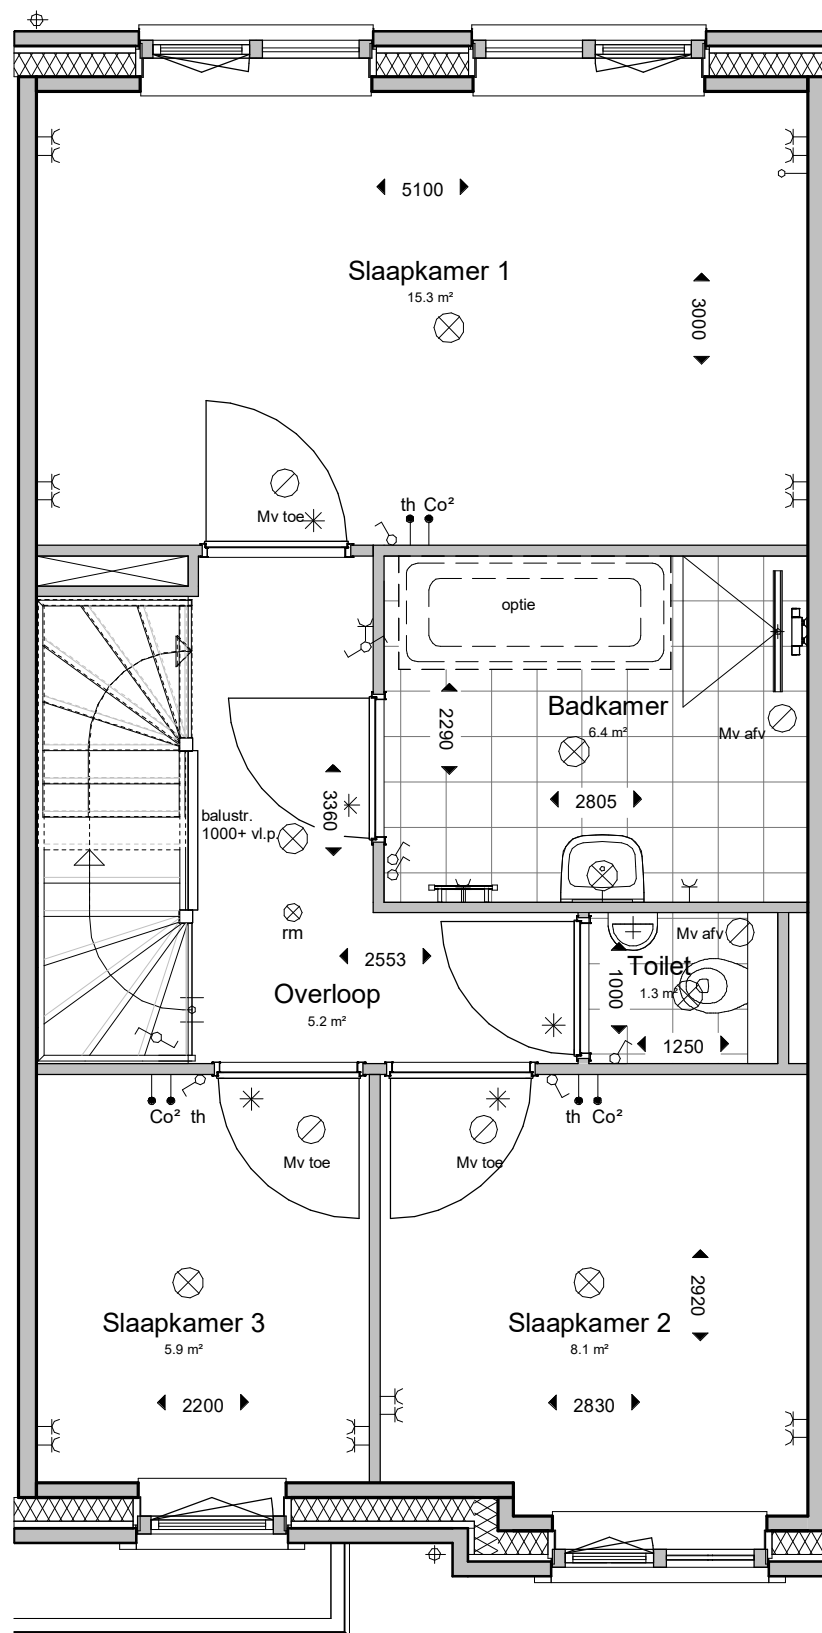 5100
Slaapkamer 1
15.3 m²
3000
Mv toe
th Co²
optie
Badkamer
6.4 m²
2290
Mv afv
2805
3360
balustr.
1000+ vl.p.
rm
2553
Overloop
5.2 m²
Mv afv
Toilet
1.3 m²
1000
1250
Co² th
Mv toe
th Co²
Mv toe
Slaapkamer 3
5.9 m²
2200
Slaapkamer 2
8.1 m²
2920
2830